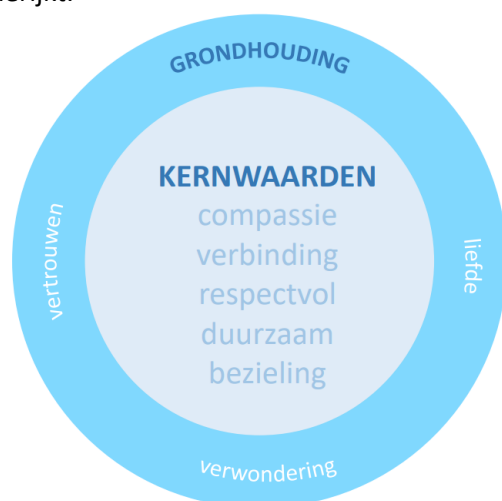 GRONDHOUDING
KERNWAARDEN
compassie
verbinding
respectvol
duurzaam
bezieling
vertrouwen
liefde
verwondering